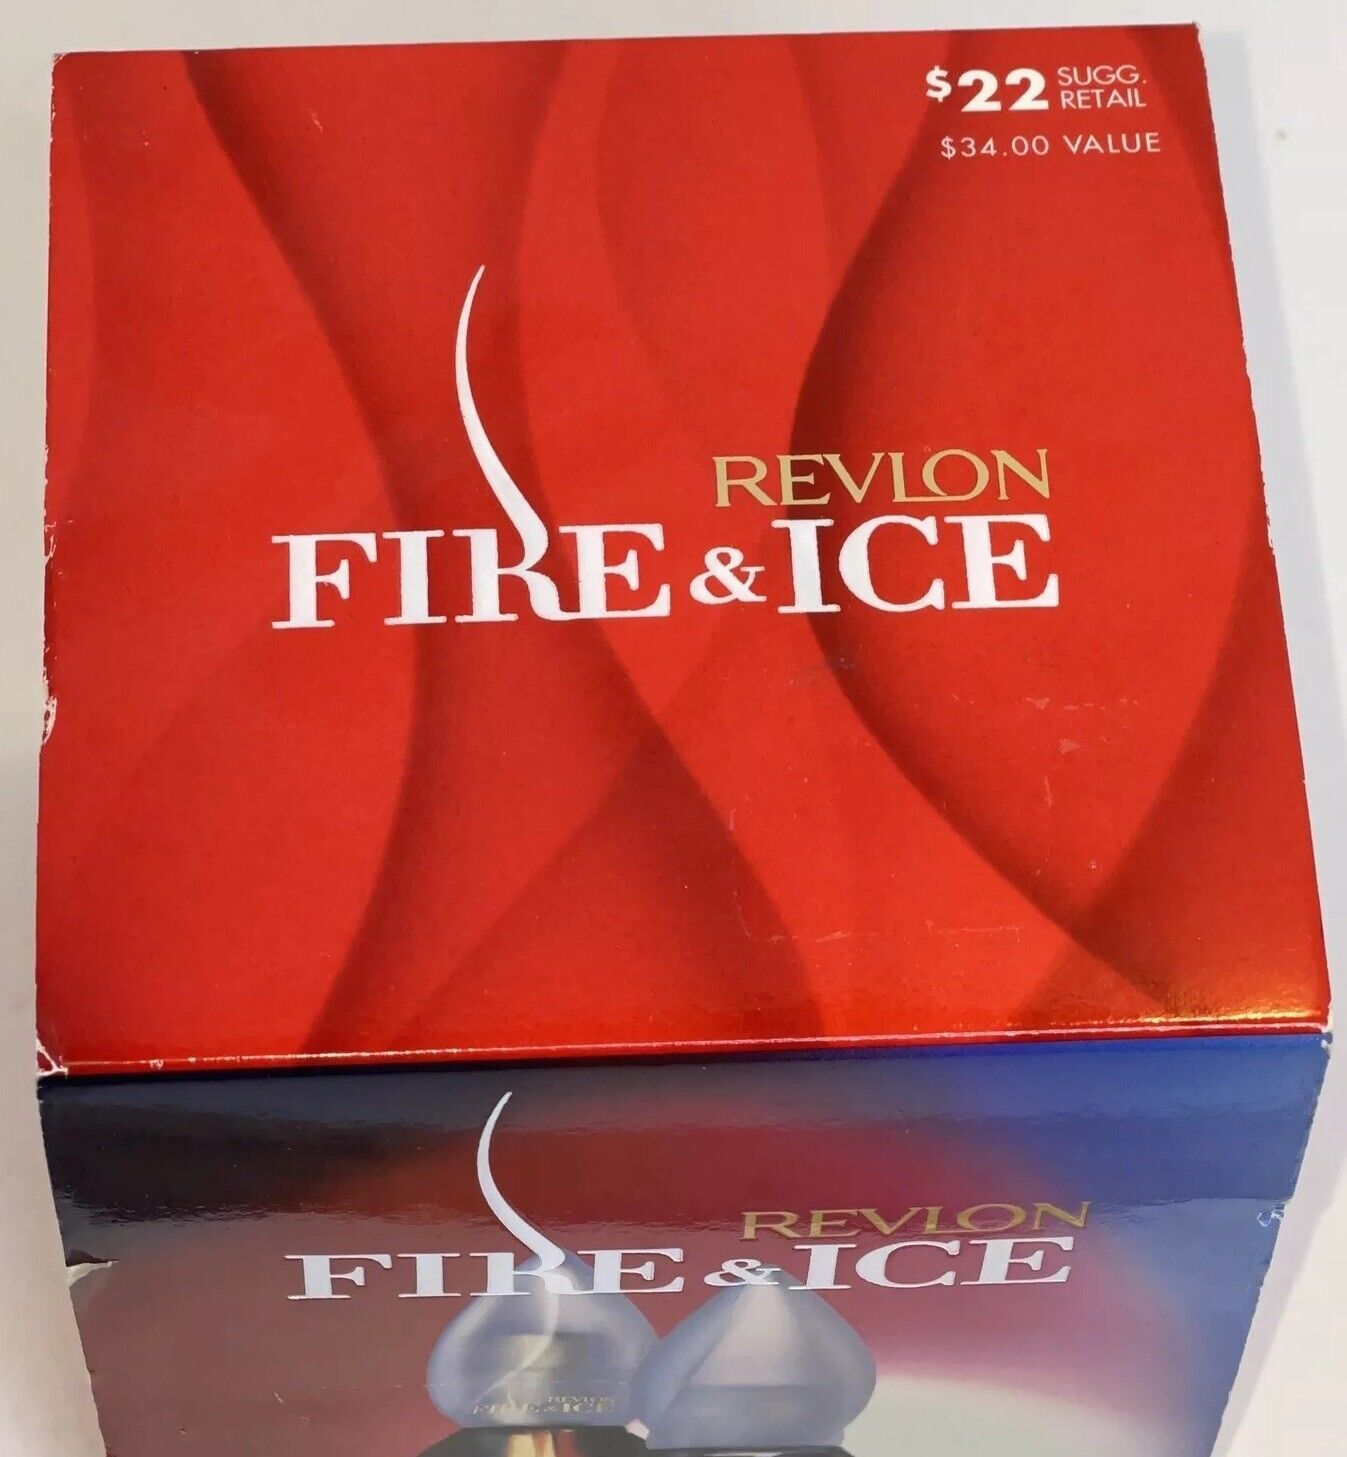 $22 SUGG. RETAIL
$34.00 VALUE
REVLON
FIRE & ICE
REVLON
FIRE & ICE
REVLON
FIRE & ICE